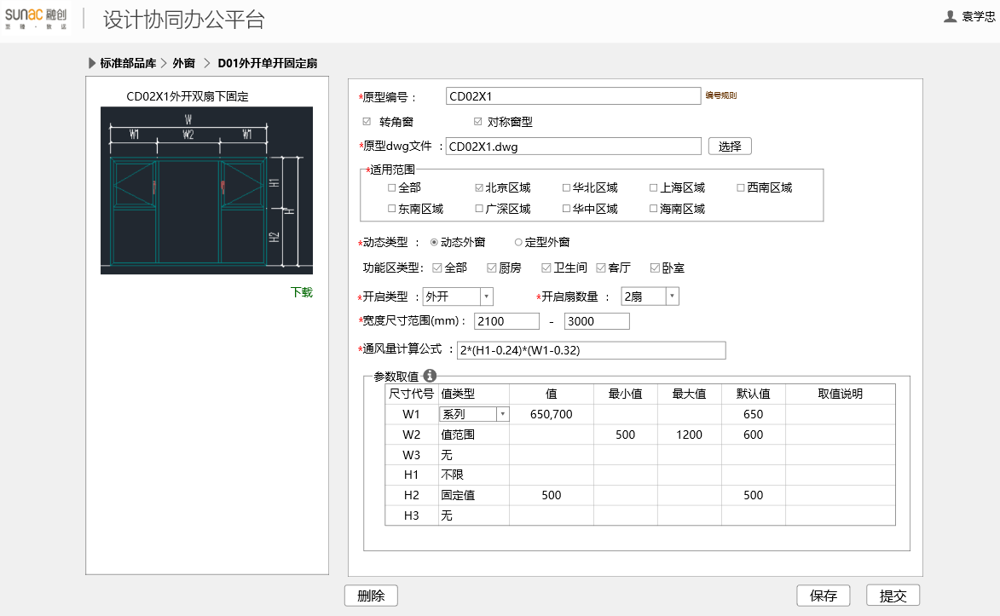 sunac 融创
至臻·致远
设计协同办公平台
袁学忠
标准部品库 > 外窗 > D01外开单开固定扇
CD02X1外开双扇下固定
W
W1 W2 W1
H1
H
H2
下载
*原型编号： CD02X1 编号规则
转角窗 对称窗型
*原型dwg文件 ： CD02X1.dwg 选择
*适用范围
全部 北京区域 华北区域 上海区域 西南区域
东南区域 广深区域 华中区域 海南区域
*动态类型 ： 动态外窗 定型外窗
功能区类型： 全部 厨房 卫生间 客厅 卧室
*开启类型 ： 外开 *开启扇数量 ： 2扇
*宽度尺寸范围(mm)： 2100 - 3000
*通风量计算公式 ： 2*(H1-0.24)*(W1-0.32)
参数取值
尺寸代号 值类型 值 最小值 最大值 默认值 取值说明
W1 系列 650,700 650
W2 值范围 500 1200 600
W3 无
H1 不限
H2 固定值 500 500
H3 无
删除 保存 提交